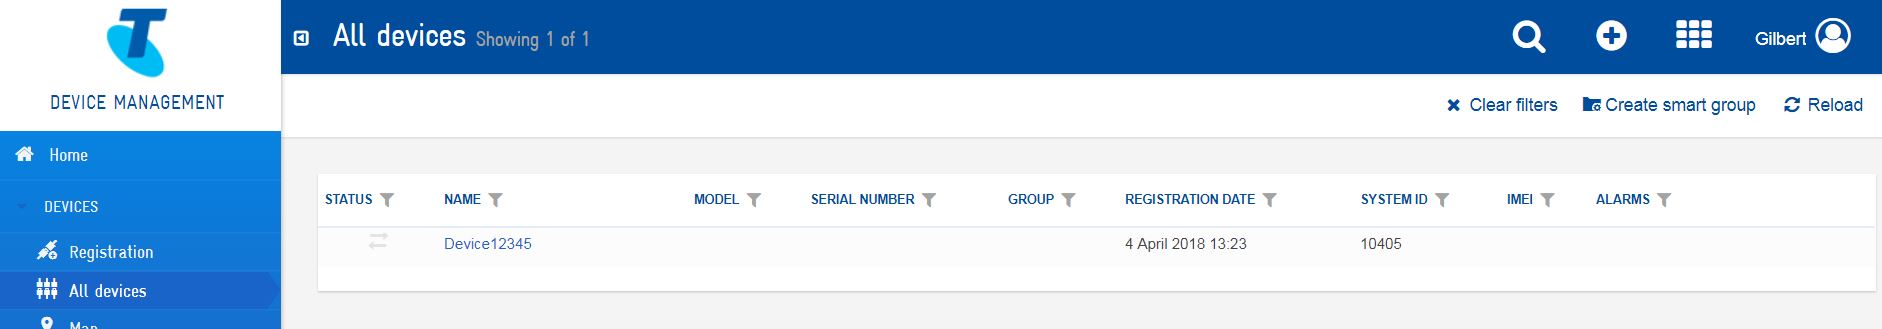 T
DEVICE MANAGEMENT
All devices Showing 1 of 1
Gilbert
Clear filters Create smart group Reload
Home
DEVICES
Registration
All devices
Map
STATUS NAME MODEL SERIAL NUMBER GROUP REGISTRATION DATE SYSTEM ID IMEI ALARMS
Device12345 4 April 2018 13:23 10405